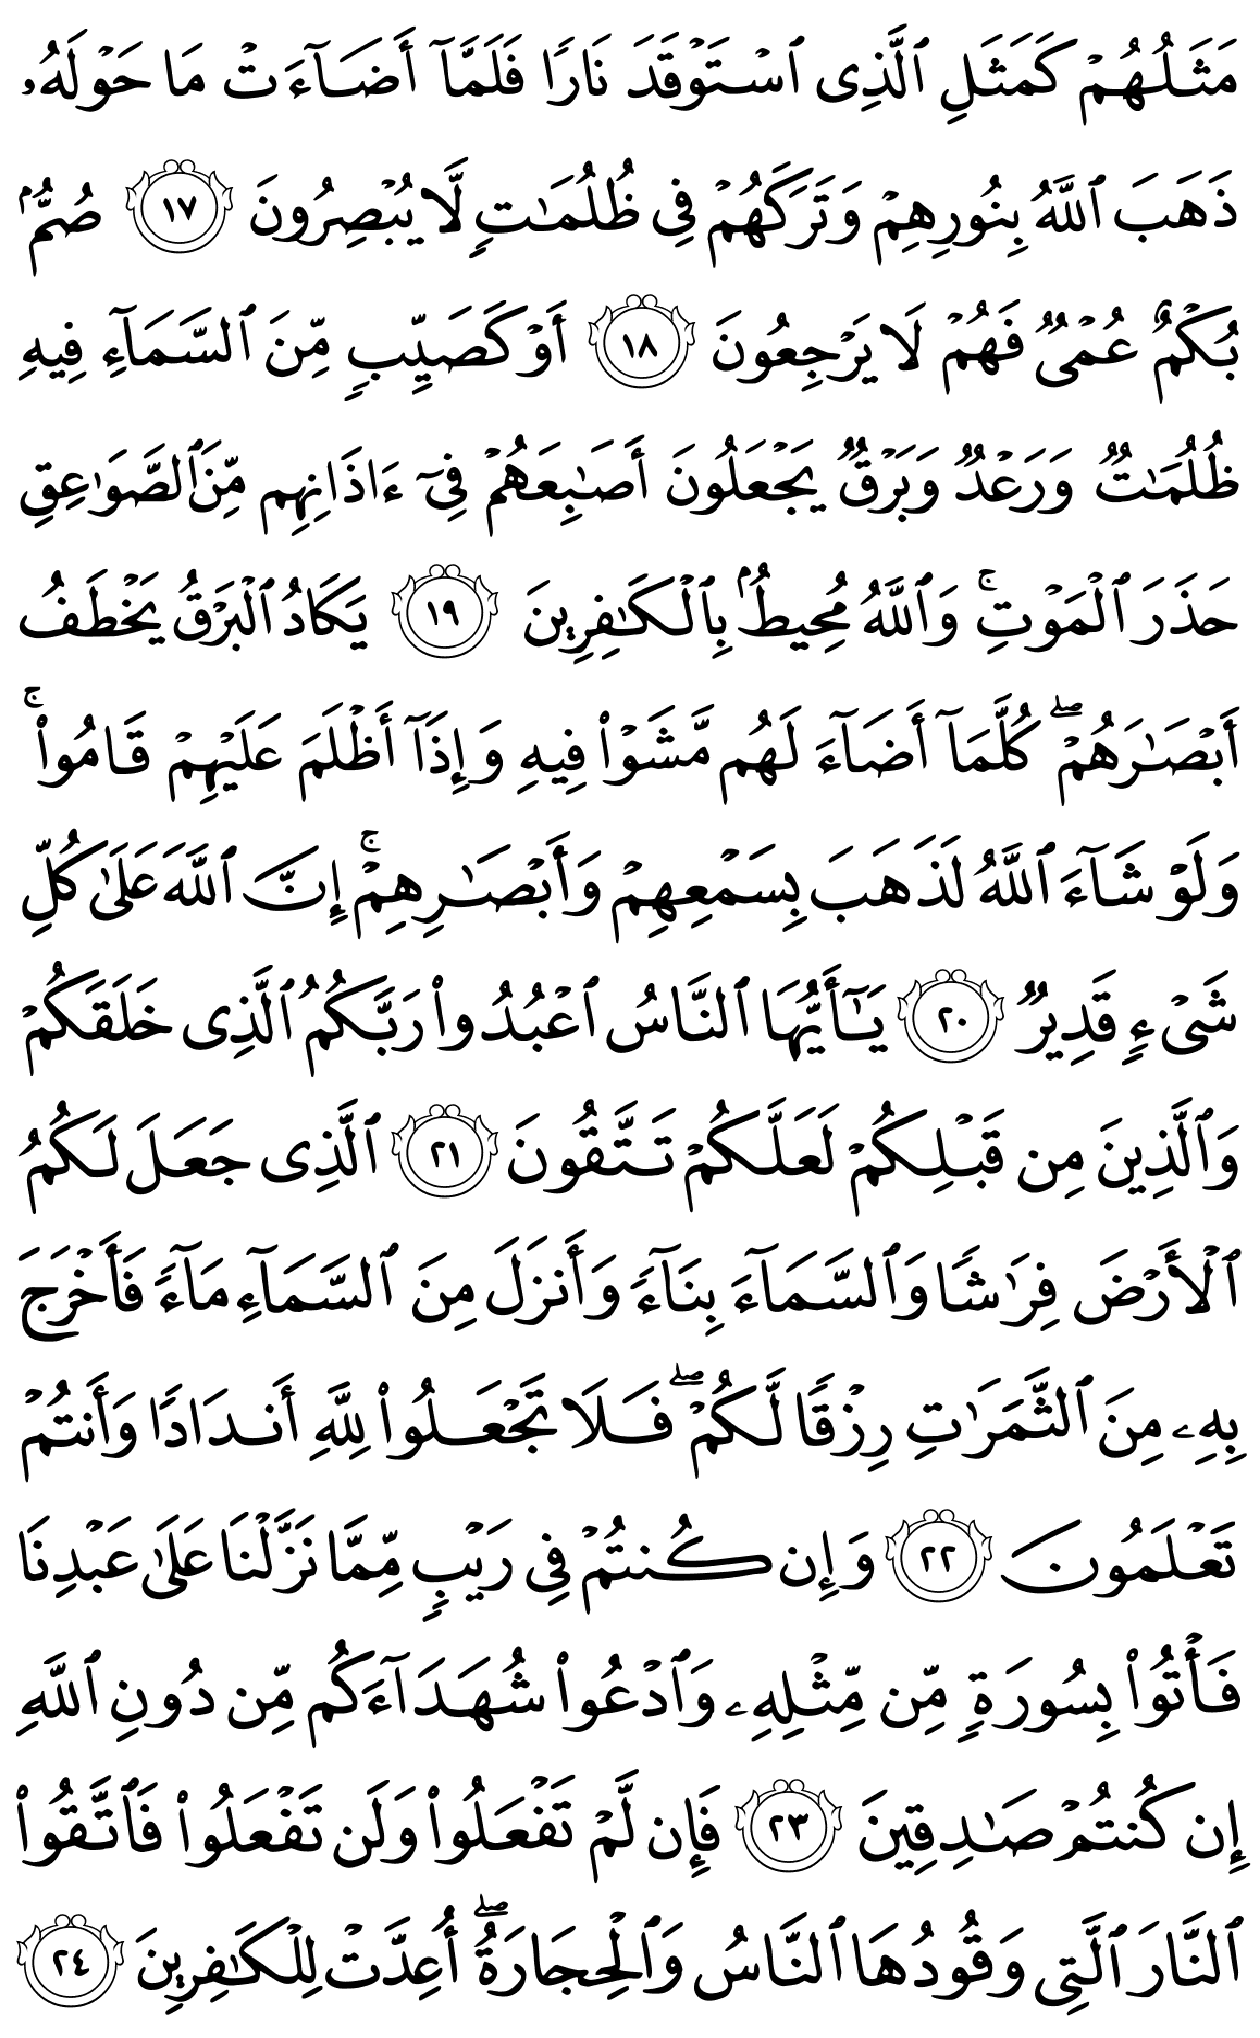 مَثَلُهُمْ كَمَثَلِ ٱلَّذِى ٱسْتَوْقَدَ نَارًا فَلَمَّآ أَضَآءَتْ مَا حَوْلَهُۥ
ذَهَبَ ٱللَّهُ بِنُورِهِمْ وَتَرَكَهُمْ فِى ظُلُمَـٰتٍ لَّا يُبْصِرُونَ ١٧ صُمٌّۢ
بُكْمٌ عُمْىٌ فَهُمْ لَا يَرْجِعُونَ ١٨ أَوْ كَصَيِّبٍ مِّنَ ٱلسَّمَآءِ فِيهِ
ظُلُمَـٰتٌ وَرَعْدٌ وَبَرْقٌ يَجْعَلُونَ أَصَـٰبِعَهُمْ فِىٓ ءَاذَانِهِم مِّنَ ٱلصَّوَٰعِقِ
حَذَرَ ٱلْمَوْتِ ۚ وَٱللَّهُ مُحِيطٌۢ بِٱلْكَـٰفِرِينَ ١٩ يَكَادُ ٱلْبَرْقُ يَخْطَفُ
أَبْصَـٰرَهُمْ ۖ كُلَّمَآ أَضَآءَ لَهُم مَّشَوْا۟ فِيهِ وَإِذَآ أَظْلَمَ عَلَيْهِمْ قَامُوا۟ ۚ
وَلَوْ شَآءَ ٱللَّهُ لَذَهَبَ بِسَمْعِهِمْ وَأَبْصَـٰرِهِمْ ۚ إِنَّ ٱللَّهَ عَلَىٰ كُلِّ
شَىْءٍ قَدِيرٌ ٢٠ يَـٰٓأَيُّهَا ٱلنَّاسُ ٱعْبُدُوا۟ رَبَّكُمُ ٱلَّذِى خَلَقَكُمْ
وَٱلَّذِينَ مِن قَبْلِكُمْ لَعَلَّكُمْ تَتَّقُونَ ٢١ ٱلَّذِى جَعَلَ لَكُمُ
ٱلْأَرْضَ فِرَٰشًا وَٱلسَّمَآءَ بِنَآءً وَأَنزَلَ مِنَ ٱلسَّمَآءِ مَآءً فَأَخْرَجَ
بِهِۦ مِنَ ٱلثَّمَرَٰتِ رِزْقًا لَّكُمْ ۖ فَلَا تَجْعَلُوا۟ لِلَّهِ أَندَادًا وَأَنتُمْ
تَعْلَمُونَ ٢٢ وَإِن كُنتُمْ فِى رَيْبٍ مِّمَّا نَزَّلْنَا عَلَىٰ عَبْدِنَا
فَأْتُوا۟ بِسُورَةٍ مِّن مِّثْلِهِۦ وَٱدْعُوا۟ شُهَدَآءَكُم مِّن دُونِ ٱللَّهِ
إِن كُنتُمْ صَـٰدِقِينَ ٢٣ فَإِن لَّمْ تَفْعَلُوا۟ وَلَن تَفْعَلُوا۟ فَٱتَّقُوا۟
ٱلنَّارَ ٱلَّتِى وَقُودُهَا ٱلنَّاسُ وَٱلْحِجَارَةُ ۖ أُعِدَّتْ لِلْكَـٰفِرِينَ ٢٤